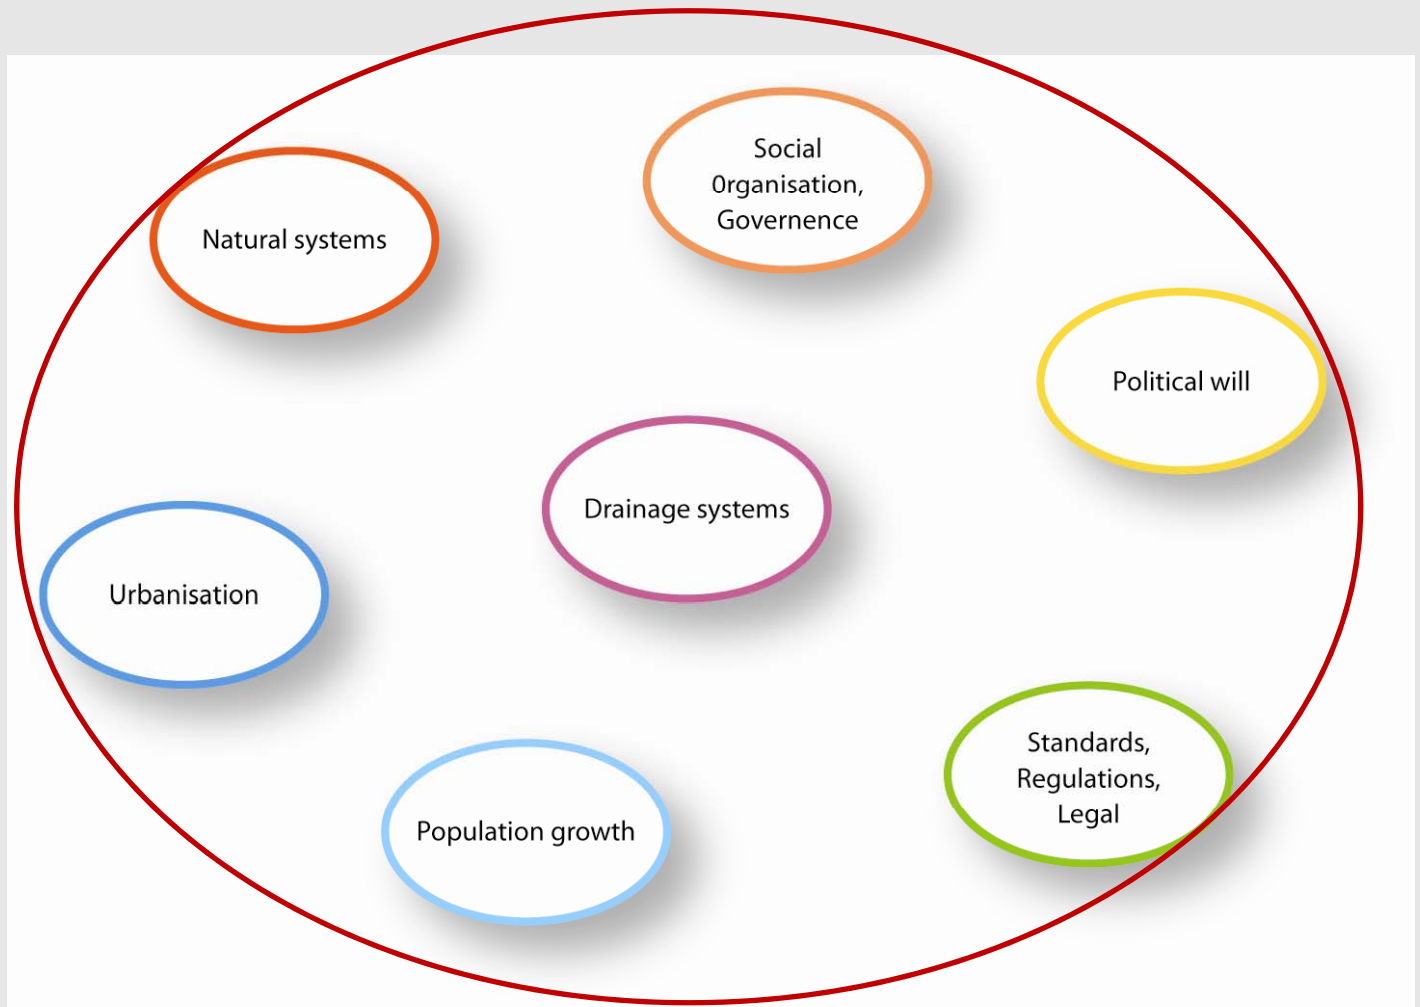 Social
0rganisation,
Governence
Natural systems
Political will
Drainage systems
Urbanisation
Standards,
Regulations,
Legal
Population growth